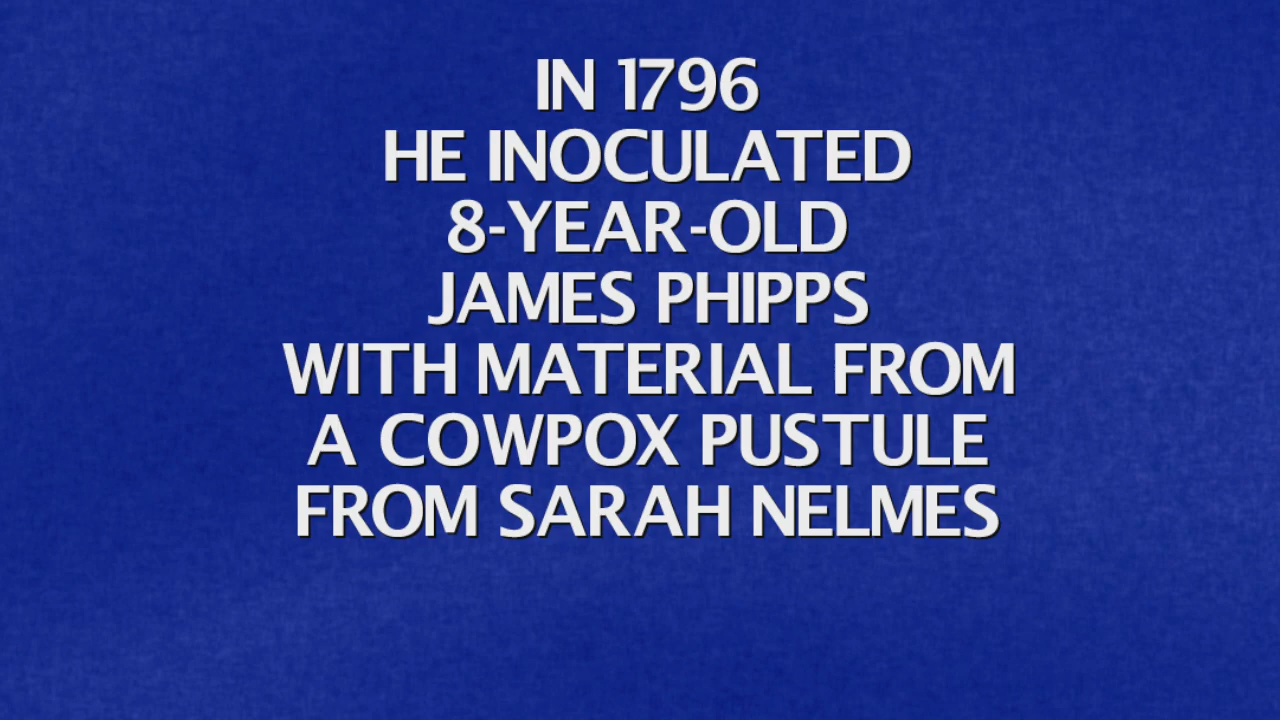 IN 1796
HE INOCULATED
8-YEAR-OLD
JAMES PHIPPS
WITH MATERIAL FROM
A COWPOX PUSTULE
FROM SARAH NELMES